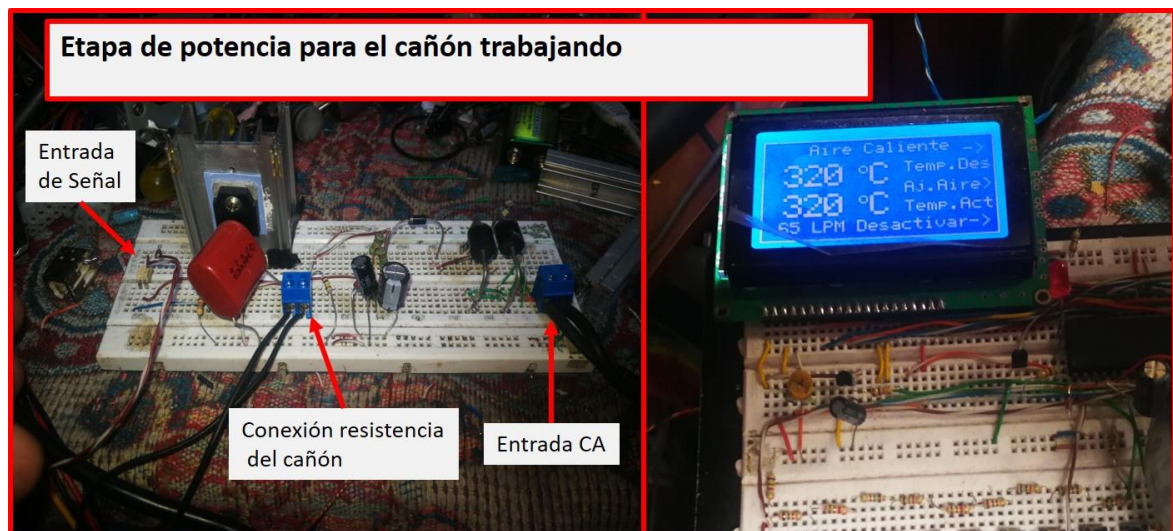 Etapa de potencia para el cañón trabajando
Entrada
de Señal
Conexión resistencia
del cañón
Entrada CA
Aire Caliente ->
320 °C Temp.Des
Aj.Aire>
320 °C Temp.Act
65 LPM Desactivar->